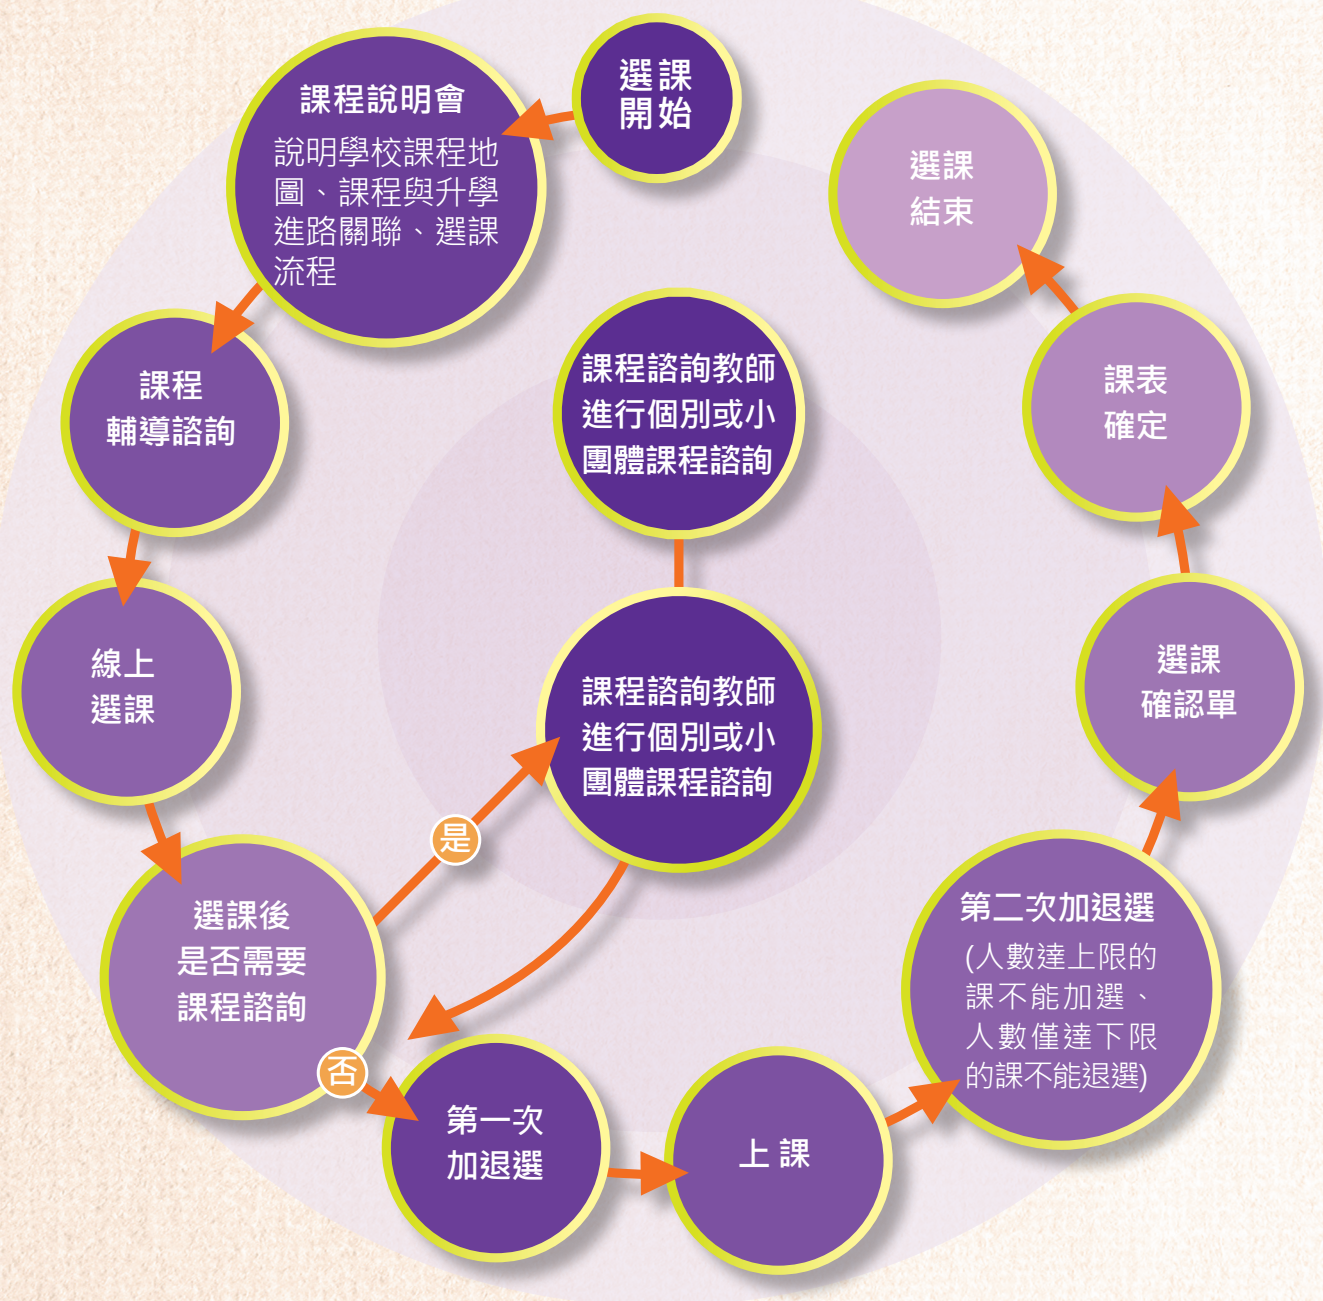 選課
開始
課程說明會
說明學校課程地
圖、課程與升學
進路關聯、選課
流程
課程
輔導諮詢
線上
選課
選課後
是否需要
課程諮詢
是
否
課程諮詢教師
進行個別或小
團體課程諮詢
課程諮詢教師
進行個別或小
團體課程諮詢
第一次
加退選
上課
第二次加退選
(人數達上限的
課不能加選、
人數僅達下限
的課不能退選)
選課
確認單
課表
確定
選課
結束